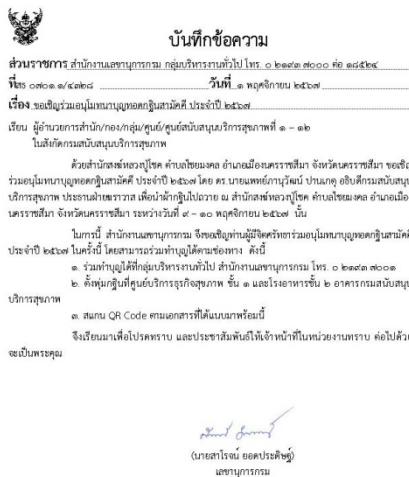 บันทึกข้อความ
ส่วนราชการ สำนักงานเลขานุการกรม กลุ่มบริหารงานทั่วไป โทร. ๐ ๒๑๙๓ ๗๐๐๐ ต่อ ๑๘๕๒๔
ที่ สธ ๐๗๐๑.๑/๔๓๒๘ วันที่ ๑ พฤศจิกายน ๒๕๖๗
เรื่อง ขอเชิญร่วมอนุโมทนาบุญทอดกฐินสามัคคี ประจำปี ๒๕๖๗
เรียน ผู้อำนวยการสำนัก/กอง/กลุ่ม/ศูนย์/ศูนย์สนับสนุนบริการสุขภาพที่ ๑ – ๑๒
ในสังกัดกรมสนับสนุนบริการสุขภาพ
ด้วยสำนักสงฆ์หลวงปู่โชค ตำบลไชยมงคล อำเภอเมืองนครราชสีมา จังหวัดนครราชสีมา ขอเชิญ
ร่วมอนุโมทนาบุญทอดกฐินสามัคคี ประจำปี ๒๕๖๗ โดย ดร.นายแพทย์ภานุวัฒน์ ปานเกตุ อธิบดีกรมสนับสนุน
บริการสุขภาพ ประธานฝ่ายฆราวาส เพื่อนำผ้ากฐินไปถวาย ณ สำนักสงฆ์หลวงปู่โชค ตำบลไชยมงคล อำเภอเมือง
นครราชสีมา จังหวัดนครราชสีมา ระหว่างวันที่ ๙ – ๑๐ พฤศจิกายน ๒๕๖๗ นั้น
ในการนี้ สำนักงานเลขานุการกรม จึงขอเชิญท่านผู้มีจิตศรัทธาร่วมอนุโมทนาบุญทอดกฐินสามัคคี
ประจำปี ๒๕๖๗ ในครั้งนี้ โดยสามารถร่วมทำบุญได้ตามช่องทาง ดังนี้
๑. ร่วมทำบุญได้ที่กลุ่มบริหารงานทั่วไป สำนักงานเลขานุการกรม โทร. ๐ ๒๑๙๓ ๗๐๐๑
๒. ตั้งพุ่มกฐินที่ศูนย์บริการธุรกิจสุขภาพ ชั้น ๑ และโรงอาหารชั้น ๒ อาคารกรมสนับสนุน
บริการสุขภาพ
๓. สแกน QR Code ตามเอกสารที่ได้แนบมาพร้อมนี้
จึงเรียนมาเพื่อโปรดทราบ และประชาสัมพันธ์ให้เจ้าหน้าที่ในหน่วยงานทราบ ต่อไปด้วย
จะเป็นพระคุณ
(นายสาโรจน์ ยอดประดิษฐ์)
เลขานุการกรม